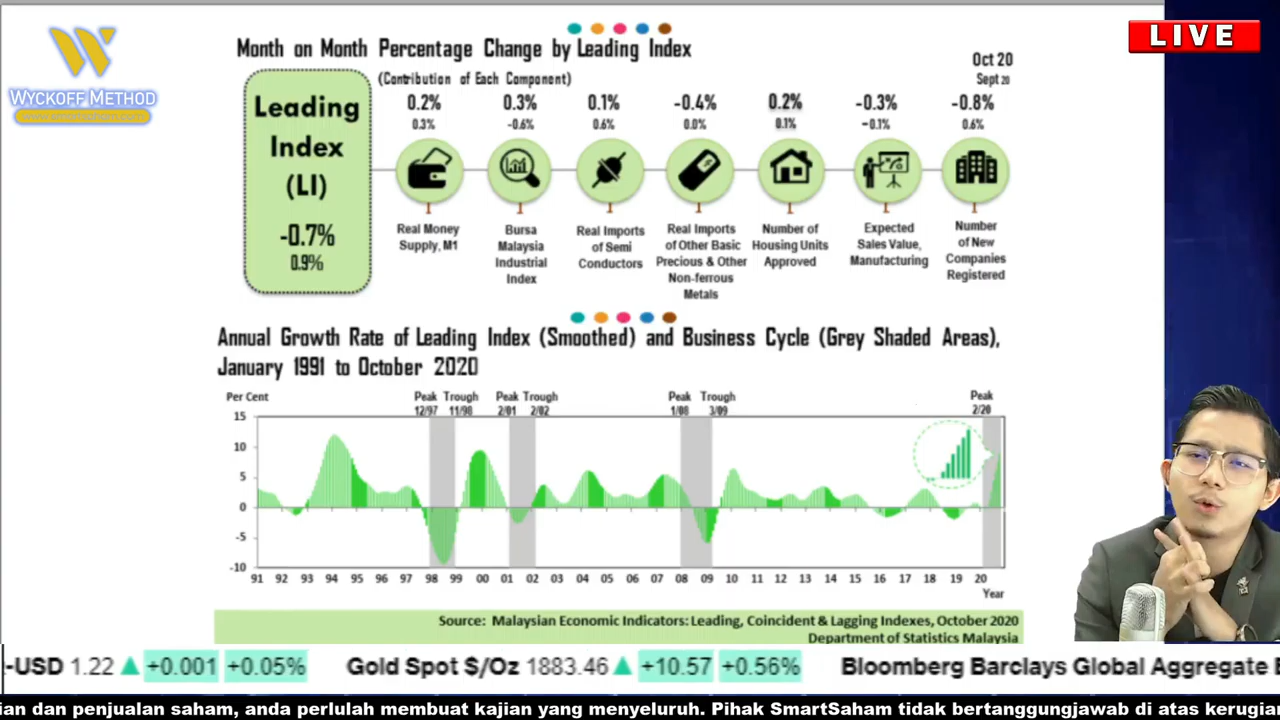 WYCKOFF METHOD
LIVE
Month on Month Percentage Change by Leading Index
(Contribution of Each Component)
Oct 20
Sept 20
Leading
Index
(LI)
-0.7%
0.9%
0.2% 0.3% 0.1% -0.4% 0.2% -0.3% -0.8%
0.3% -0.6% 0.6% 0.0% 0.1% -0.1% 0.6%
Real Money
Supply, M1
Bursa
Malaysia
Industrial
Index
Real Imports
of Semi
Conductors
Real Imports
of Other Basic
Precious & Other
Non-ferrous
Metals
Number of
Housing Units
Approved
Expected
Sales Value,
Manufacturing
Number
of New
Companies
Registered
Annual Growth Rate of Leading Index (Smoothed) and Business Cycle (Grey Shaded Areas),
January 1991 to October 2020
Per Cent
Peak Trough Peak Trough Peak Trough Peak
12/97 11/98 2/01 2/02 1/08 3/09 2/20
15
10
5
0
-5
-10
91 92 93 94 95 96 97 98 99 00 01 02 03 04 05 06 07 08 09 10 11 12 13 14 15 16 17 18 19 20
Year
Source: Malaysian Economic Indicators: Leading, Coincident & Lagging Indexes, October 2020
Department of Statistics Malaysia
-USD 1.22 ▲ +0.001 +0.05% Gold Spot $/Oz 1883.46 ▲ +10.57 +0.56% Bloomberg Barclays Global Aggregate
ian dan penjualan saham, anda perlulah membuat kajian yang menyeluruh. Pihak SmartSaham tidak bertanggungjawab di atas kerugian